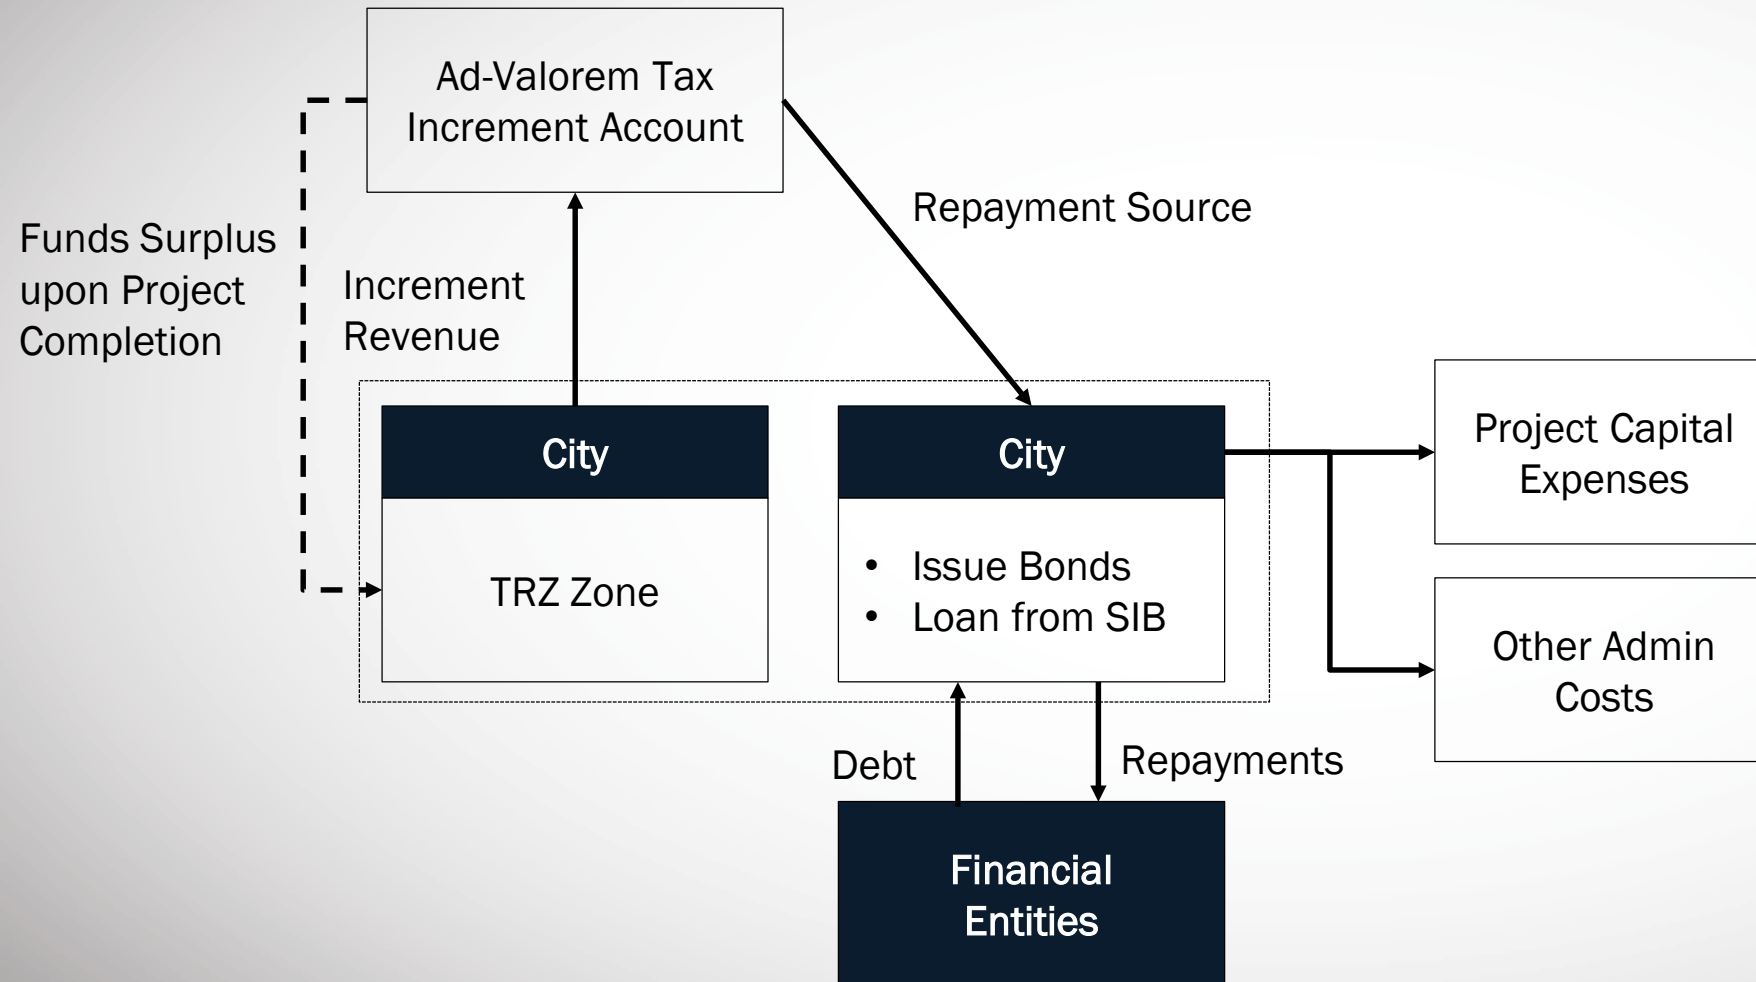 Ad-Valorem Tax
Increment Account
Repayment Source
Funds Surplus
upon Project
Completion
Increment
Revenue
City
TRZ Zone
City
• Issue Bonds
• Loan from SIB
Project Capital
Expenses
Other Admin
Costs
Debt
Repayments
Financial
Entities